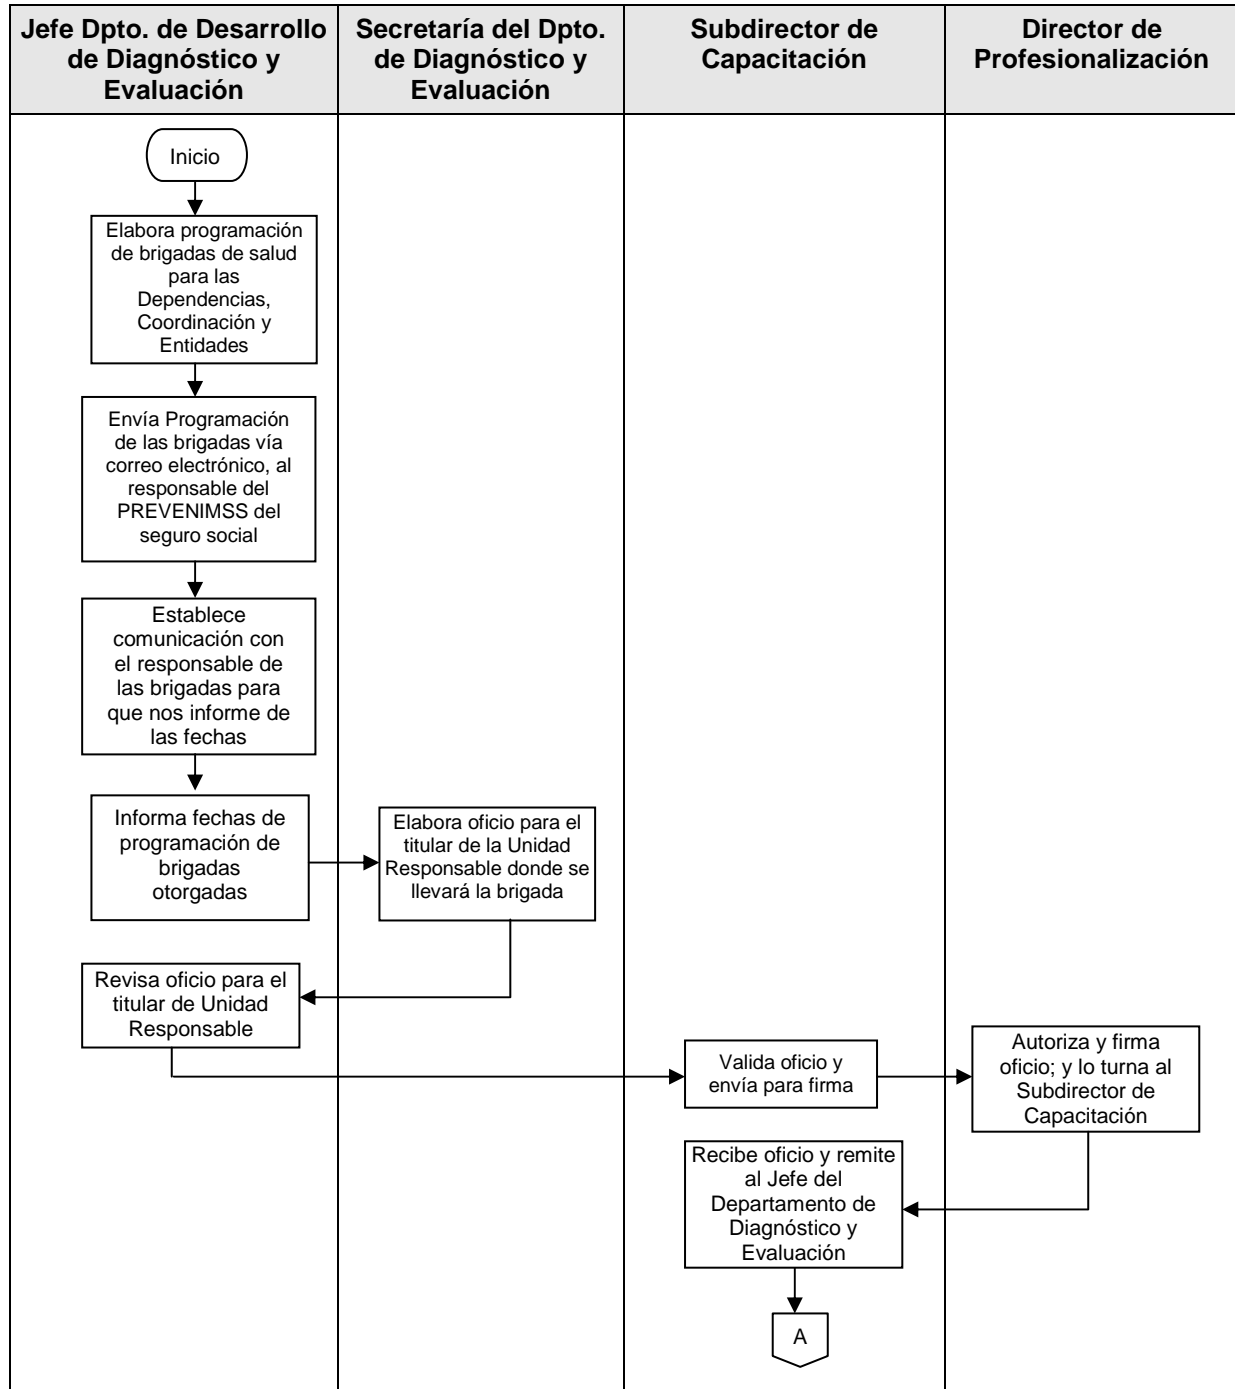 Jefe Dpto. de Desarrollo
de Diagnóstico y
Evaluación
Secretaría del Dpto.
de Diagnóstico y
Evaluación
Subdirector de
Capacitación
Director de
Profesionalización
Inicio
Elabora programación
de brigadas de salud
para las
Dependencias,
Coordinación y
Entidades
Envía Programación
de las brigadas vía
correo electrónico, al
responsable del
PREVENIMSS del
seguro social
Establece
comunicación con
el responsable de
las brigadas para
que nos informe de
las fechas
Informa fechas de
programación de
brigadas
otorgadas
Elabora oficio para el
titular de la Unidad
Responsable donde se
llevará la brigada
Revisa oficio para el
titular de Unidad
Responsable
Valida oficio y
envía para firma
Autoriza y firma
oficio; y lo turna al
Subdirector de
Capacitación
Recibe oficio y remite
al Jefe del
Departamento de
Diagnóstico y
Evaluación
A